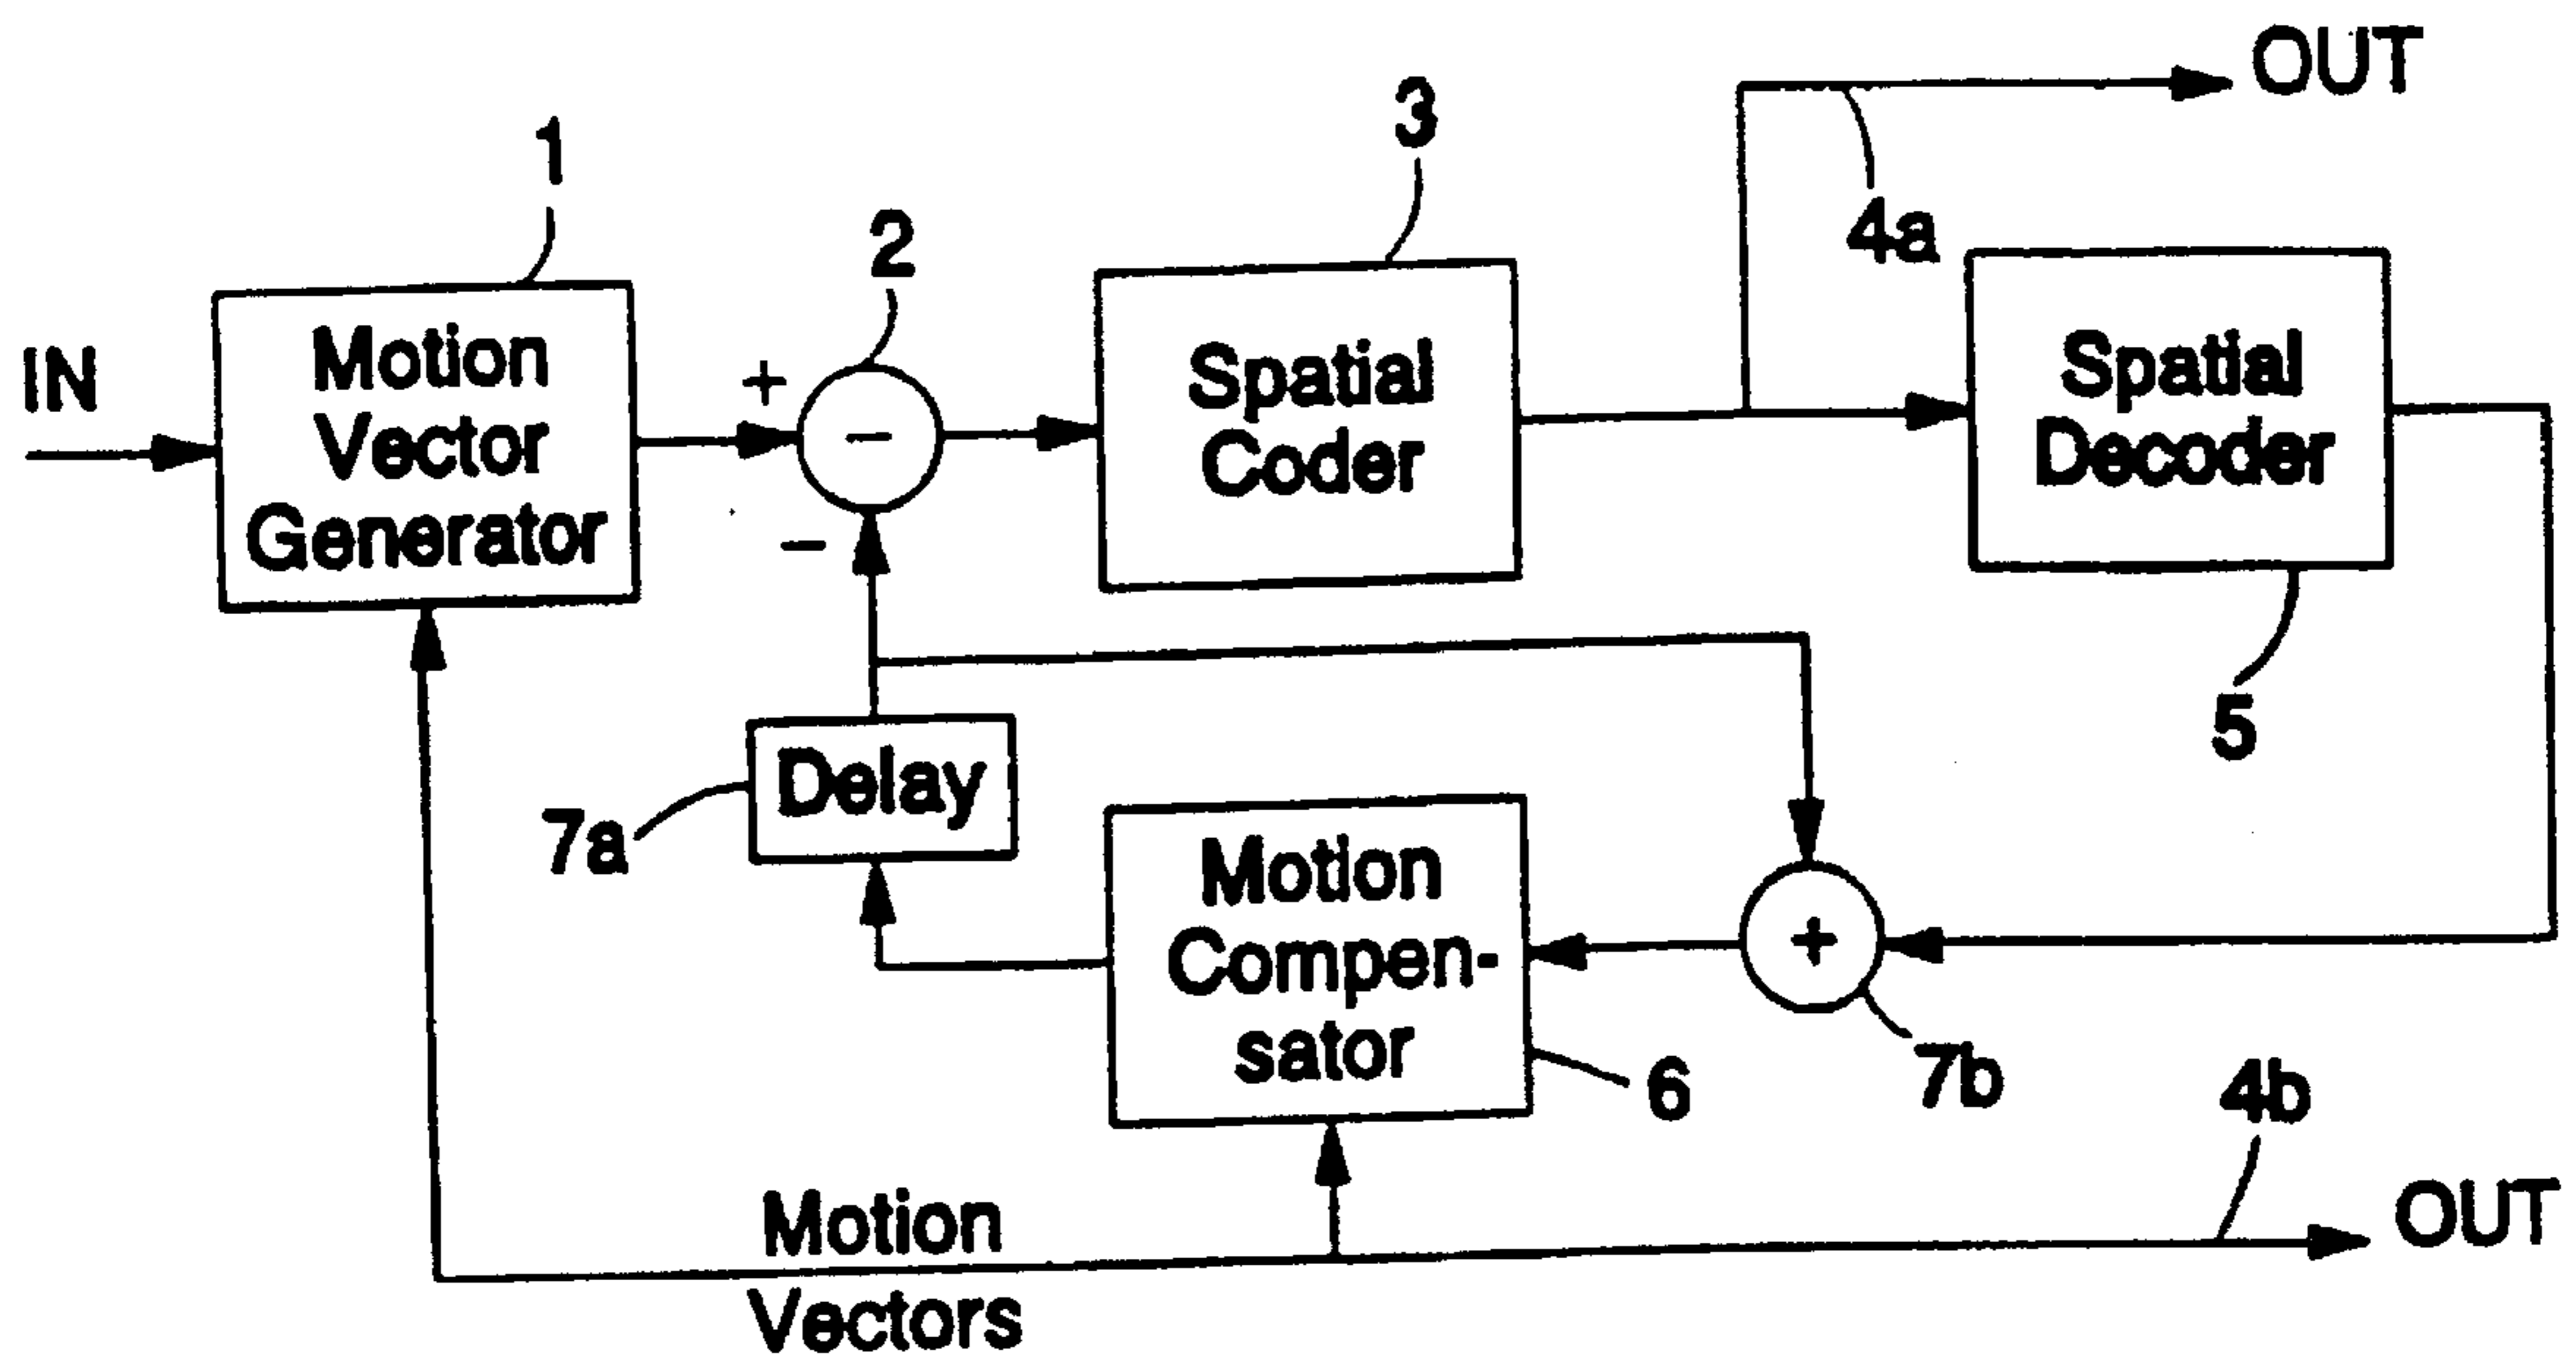 OUT
3
1
4a
2
IN
Motion
Vector
Generator
+
−
−
Spatial
Coder
Spatial
Decoder
5
Delay
7a
Motion
Compen-
sator
+
6
7b
4b
Motion
Vectors
OUT